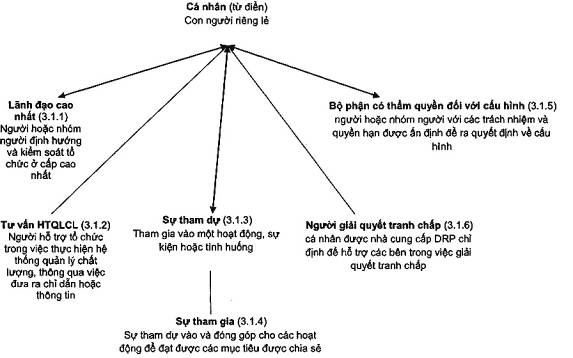 Cá nhân (từ điển)
Con người riêng lẻ
Lãnh đạo cao
nhất (3.1.1)
Người hoặc nhóm
người định hướng
và kiểm soát tổ
chức ở cấp cao
nhất
Bộ phận có thẩm quyền đối với cấu hình (3.1.5)
người hoặc nhóm người với các trách nhiệm và
quyền hạn được ấn định để ra quyết định về cấu
hình
Tư vấn HTQLCL (3.1.2)
Người hỗ trợ tổ chức
trong việc thực hiện hệ
thống quản lý chất
lượng, thông qua việc
đưa ra chỉ dẫn hoặc
thông tin
Sự tham dự (3.1.3)
Tham gia vào một hoạt động, sự
kiện hoặc tình huống
Người giải quyết tranh chấp (3.1.6)
cá nhân được nhà cung cấp DRP chỉ
định để hỗ trợ các bên trong việc giải
quyết tranh chấp
Sự tham gia (3.1.4)
Sự tham dự vào và đóng góp cho các hoạt
động để đạt được các mục tiêu được chia sẻ